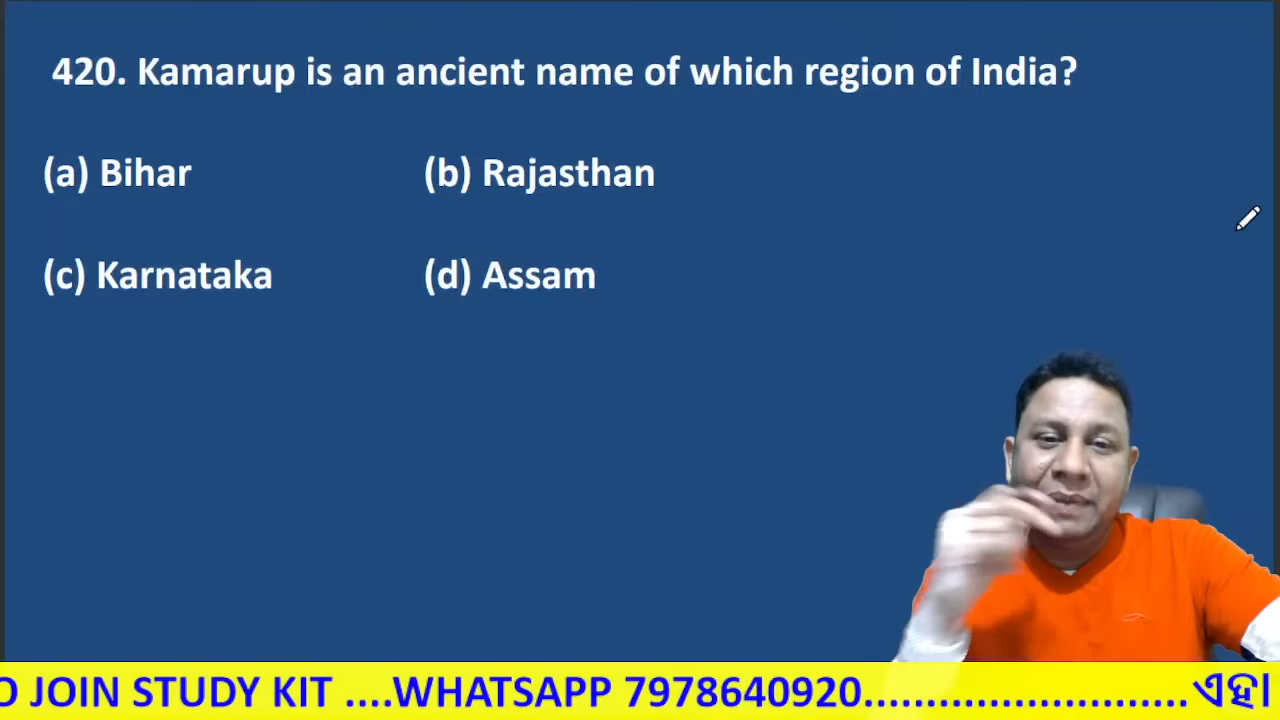 420. Kamarup is an ancient name of which region of India?
(a) Bihar (b) Rajasthan
(c) Karnataka (d) Assam
O JOIN STUDY KIT ....WHATSAPP 7978640920.......................... ଏହା